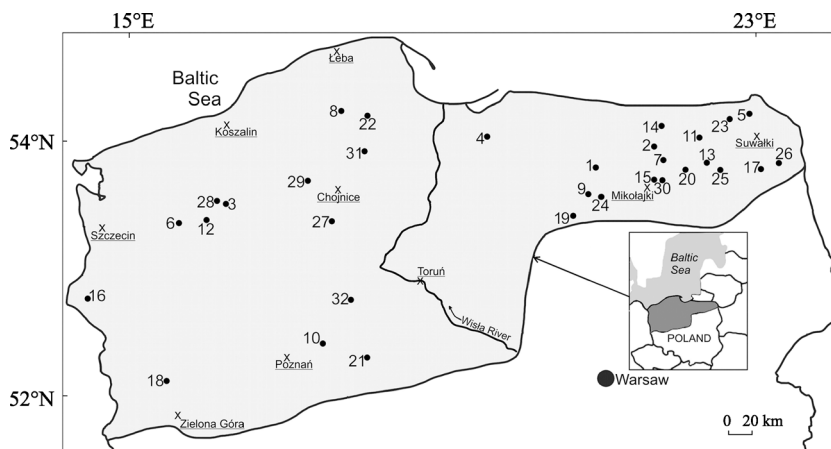 15°E 23°E
Łeba
Baltic
Sea
8
22
Koszalin
54°N
4
14
5
23
11
Suwałki
2
31
7
13
26
1
20
25
17
29
15
30
Chojnice
9
Mikołajki
24
28
3
6
12
27
19
Szczecin
Toruń
Baltic
Sea
16
32
Wisła River
10
POLAND
Poznań
21
18
Warsaw
52°N
Zielona Góra
0 20 km